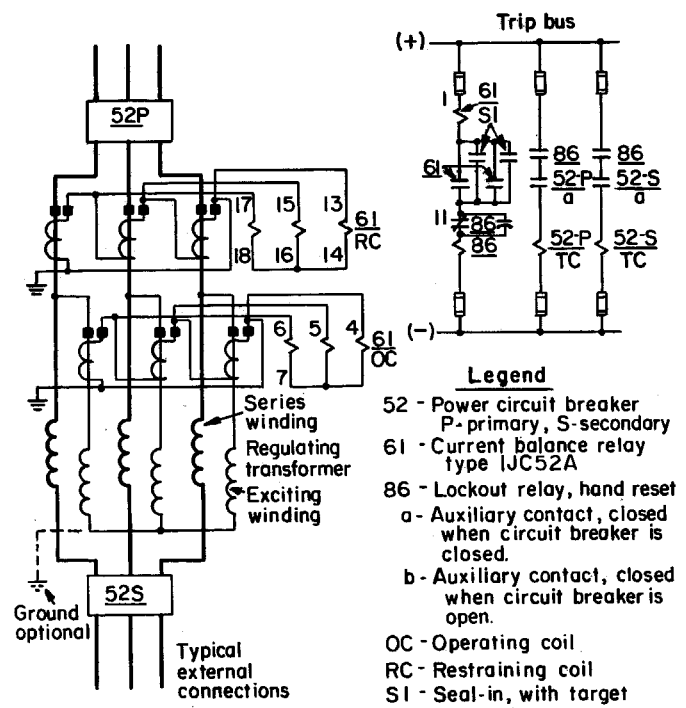 Trip bus
(+)
52P
1
61
SI
61
86
52-P
a
86
52-S
a
17
15
13
61
RC
18
16
14
11
86
86
52-P
TC
52-S
TC
6
5
4
61
OC
7
(-)
Series
winding
Regulating
transformer
Exciting
winding
52S
Ground
optional
Typical
external
connections
Legend
52 - Power circuit breaker
P-primary, S-secondary
61 - Current balance relay
type IJC52A
86 - Lockout relay, hand reset
a - Auxiliary contact, closed
when circuit breaker is
closed.
b - Auxiliary contact, closed
when circuit breaker is
open.
OC - Operating coil
RC - Restraining coil
SI - Seal-in, with target